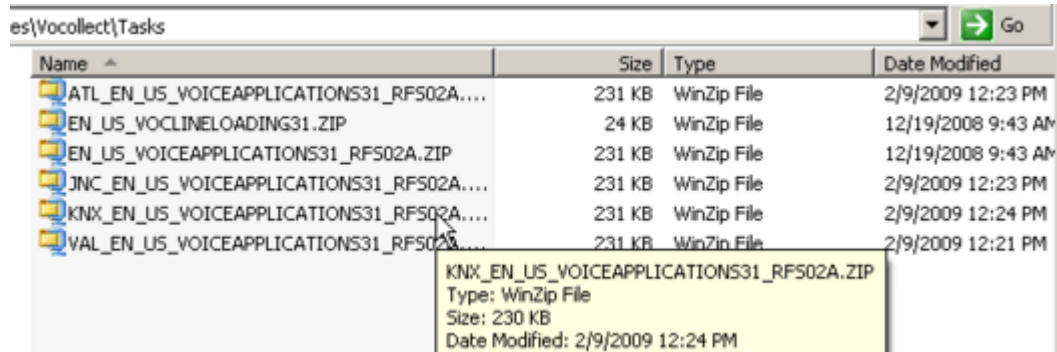 es\Vocollect\Tasks Go
Name Size Type Date Modified
ATL_EN_US_VOICEAPPLICATIONS31_RFS02A.... 231 KB WinZip File 2/9/2009 12:23 PM
EN_US_VOCLINELOADING31.ZIP 24 KB WinZip File 12/19/2008 9:43 AM
EN_US_VOICEAPPLICATIONS31_RFS02A.ZIP 231 KB WinZip File 12/19/2008 9:43 AM
JNC_EN_US_VOICEAPPLICATIONS31_RFS02A.... 231 KB WinZip File 2/9/2009 12:23 PM
KNX_EN_US_VOICEAPPLICATIONS31_RFS02A.... 231 KB WinZip File 2/9/2009 12:24 PM
VAL_EN_US_VOICEAPPLICATIONS31_RFS02A.... 231 KB WinZip File 2/9/2009 12:21 PM
KNX_EN_US_VOICEAPPLICATIONS31_RFS02A.ZIP
Type: WinZip File
Size: 230 KB
Date Modified: 2/9/2009 12:24 PM